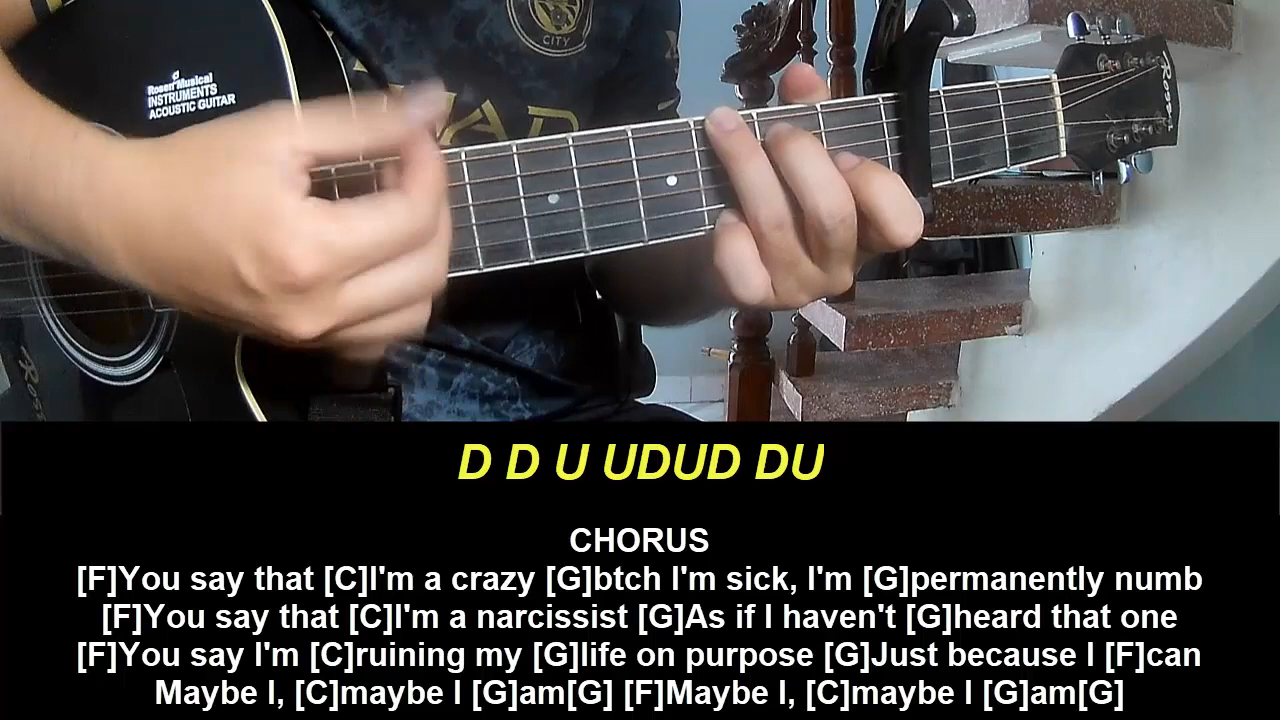 Rosen Musical
INSTRUMENTS
ACOUSTIC GUITAR
CITY
Rosen
D D U UDUD DU
CHORUS
[F]You say that [C]I'm a crazy [G]btch I'm sick, I'm [G]permanently numb
[F]You say that [C]I'm a narcissist [G]As if I haven't [G]heard that one
[F]You say I'm [C]ruining my [G]life on purpose [G]Just because I [F]can
Maybe I, [C]maybe I [G]am[G] [F]Maybe I, [C]maybe I [G]am[G]